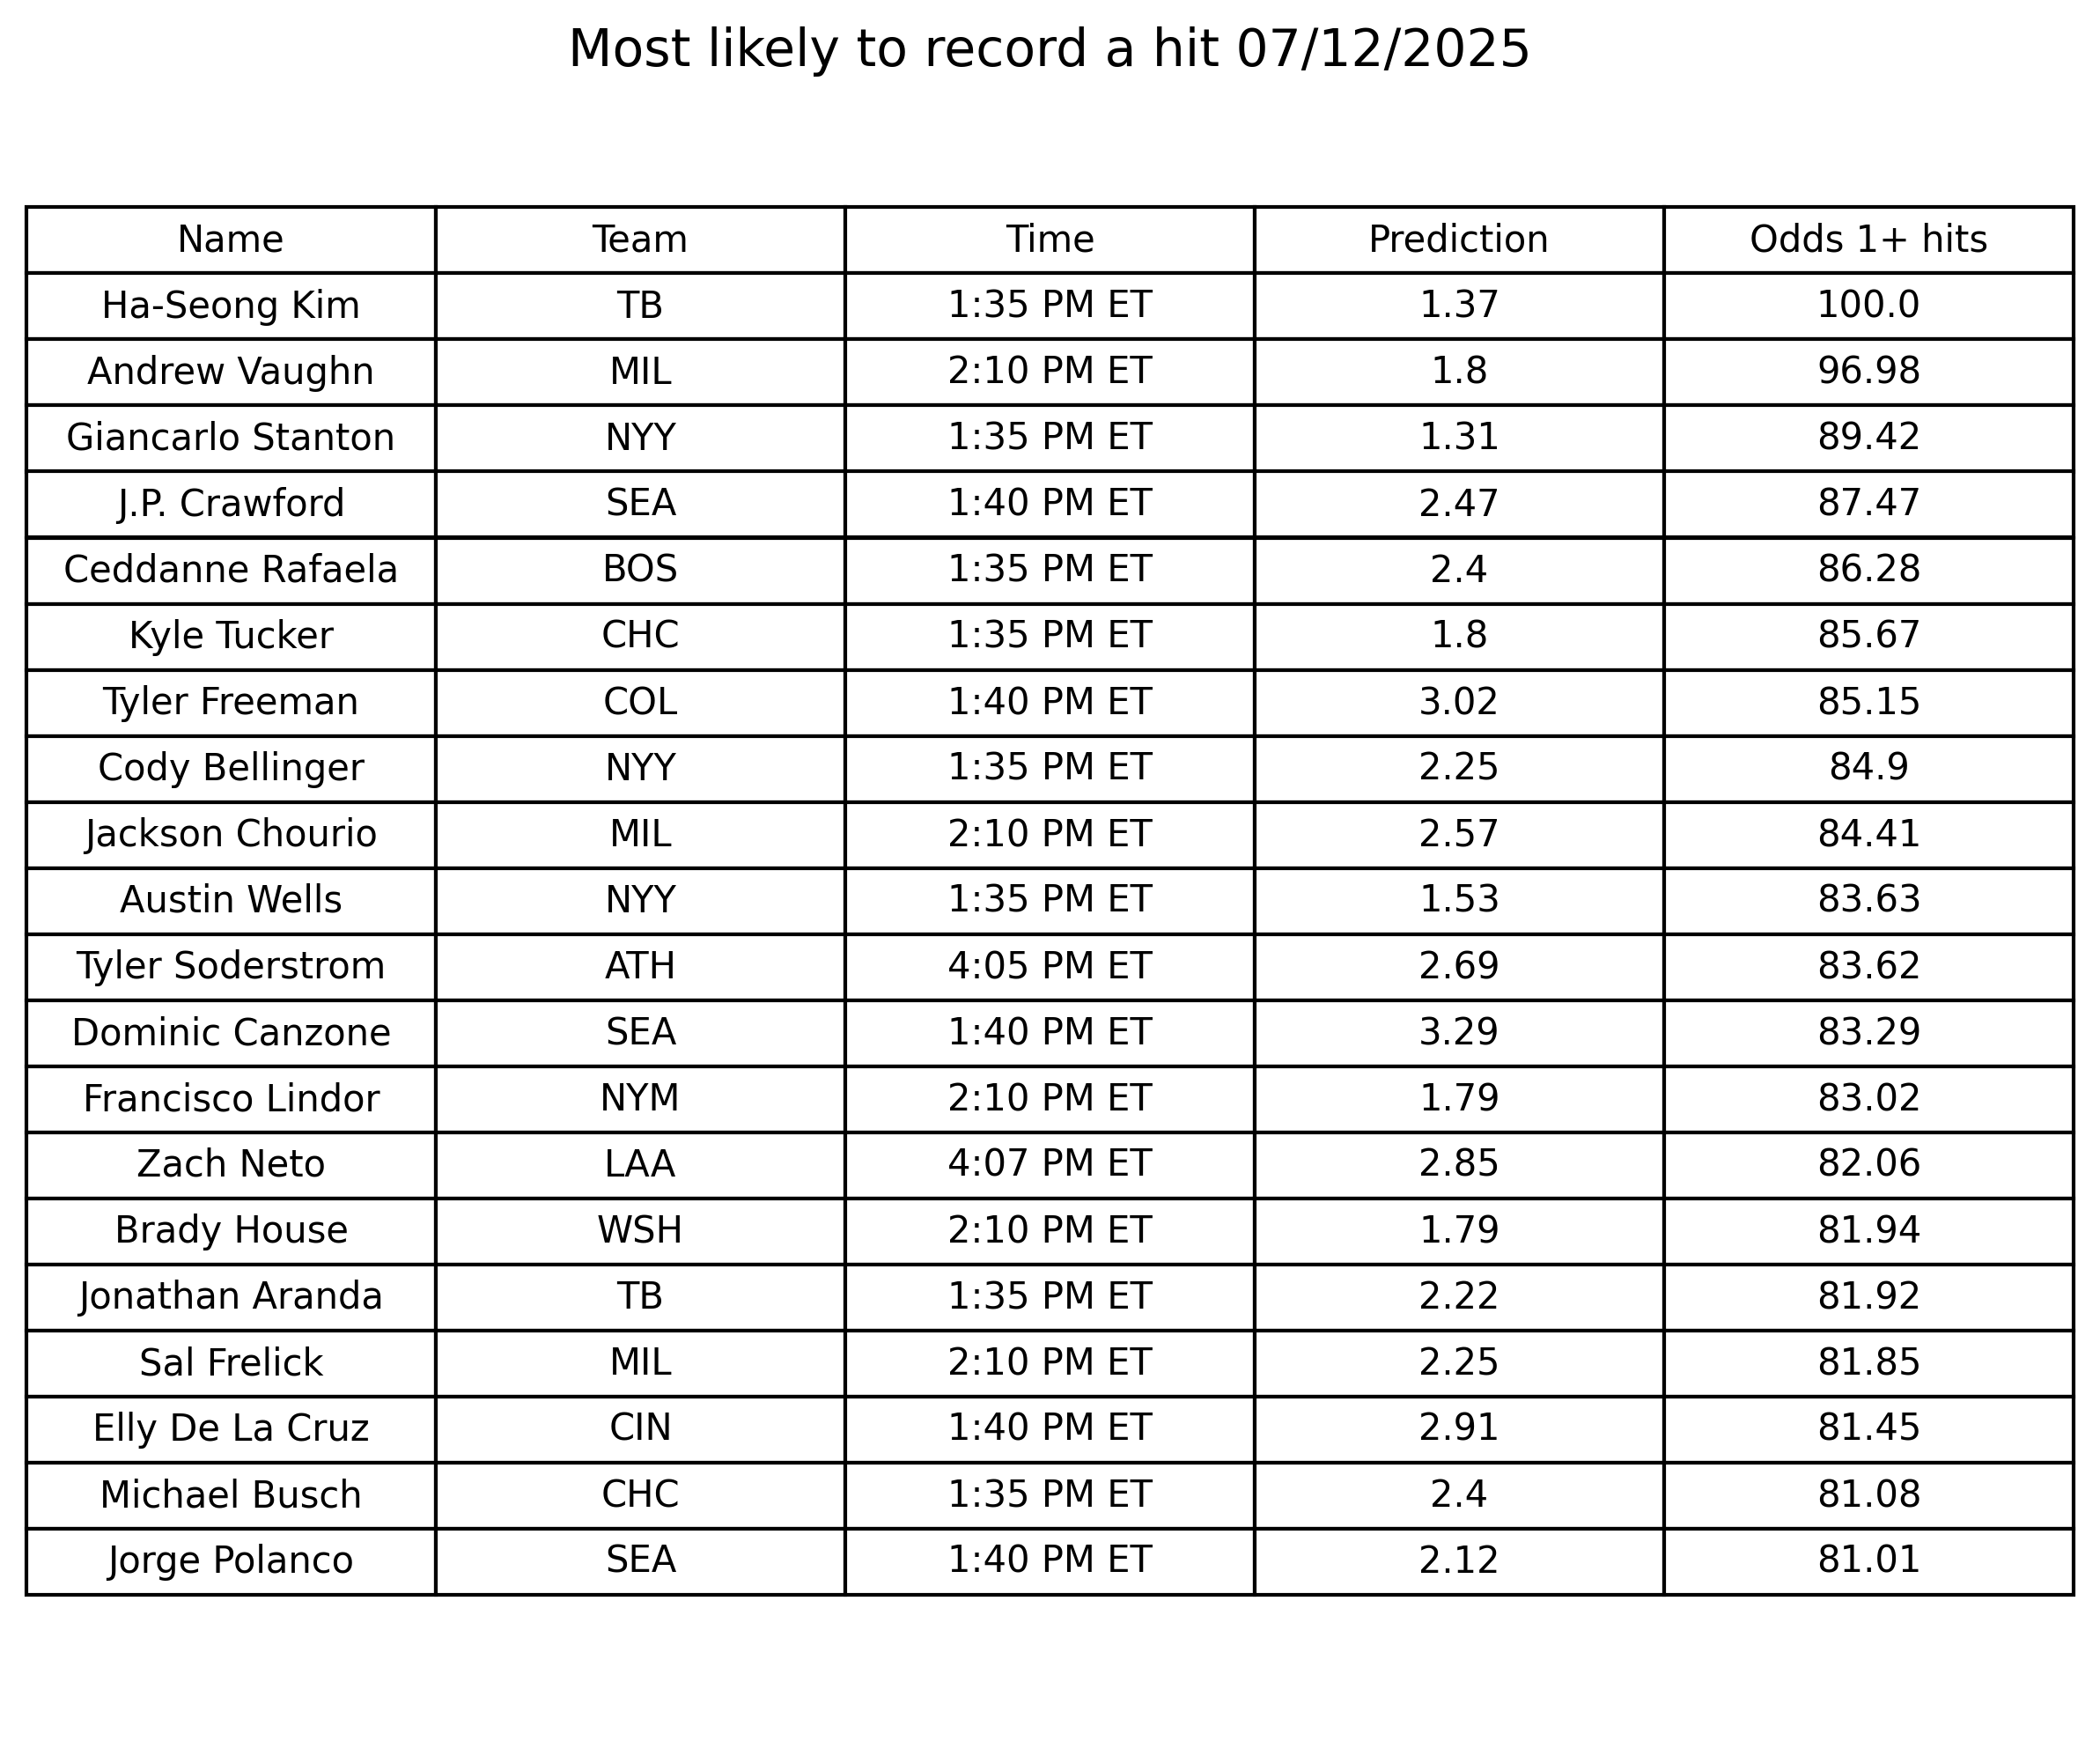 Most likely to record a hit 07/12/2025
Name Team Time Prediction Odds 1+ hits
Ha-Seong Kim TB 1:35 PM ET 1.37 100.0
Andrew Vaughn MIL 2:10 PM ET 1.8 96.98
Giancarlo Stanton NYY 1:35 PM ET 1.31 89.42
J.P. Crawford SEA 1:40 PM ET 2.47 87.47
Ceddanne Rafaela BOS 1:35 PM ET 2.4 86.28
Kyle Tucker CHC 1:35 PM ET 1.8 85.67
Tyler Freeman COL 1:40 PM ET 3.02 85.15
Cody Bellinger NYY 1:35 PM ET 2.25 84.9
Jackson Chourio MIL 2:10 PM ET 2.57 84.41
Austin Wells NYY 1:35 PM ET 1.53 83.63
Tyler Soderstrom ATH 4:05 PM ET 2.69 83.62
Dominic Canzone SEA 1:40 PM ET 3.29 83.29
Francisco Lindor NYM 2:10 PM ET 1.79 83.02
Zach Neto LAA 4:07 PM ET 2.85 82.06
Brady House WSH 2:10 PM ET 1.79 81.94
Jonathan Aranda TB 1:35 PM ET 2.22 81.92
Sal Frelick MIL 2:10 PM ET 2.25 81.85
Elly De La Cruz CIN 1:40 PM ET 2.91 81.45
Michael Busch CHC 1:35 PM ET 2.4 81.08
Jorge Polanco SEA 1:40 PM ET 2.12 81.01